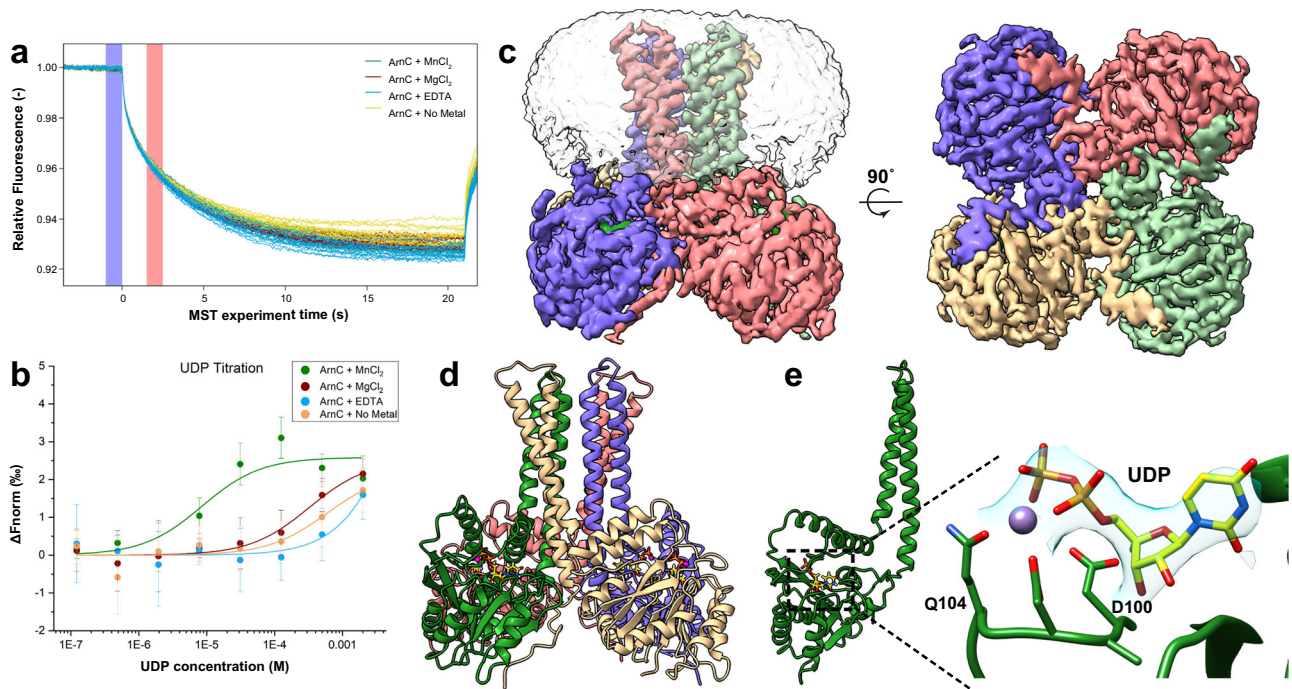 a
1.00
0.98
0.96
0.94
0.92
0
5
10
15
20
Relative Fluorescence (-)
MST experiment time (s)
ArnC + MnCl₂
ArnC + MgCl₂
ArnC + EDTA
ArnC + No Metal
c
90°
b
UDP Titration
ArnC + MnCl₂
ArnC + MgCl₂
ArnC + EDTA
ArnC + No Metal
5
4
3
2
1
0
-1
-2
ΔFnorm (‰)
1E-7
1E-6
1E-5
1E-4
0.001
UDP concentration (M)
d
e
UDP
Q104
D100